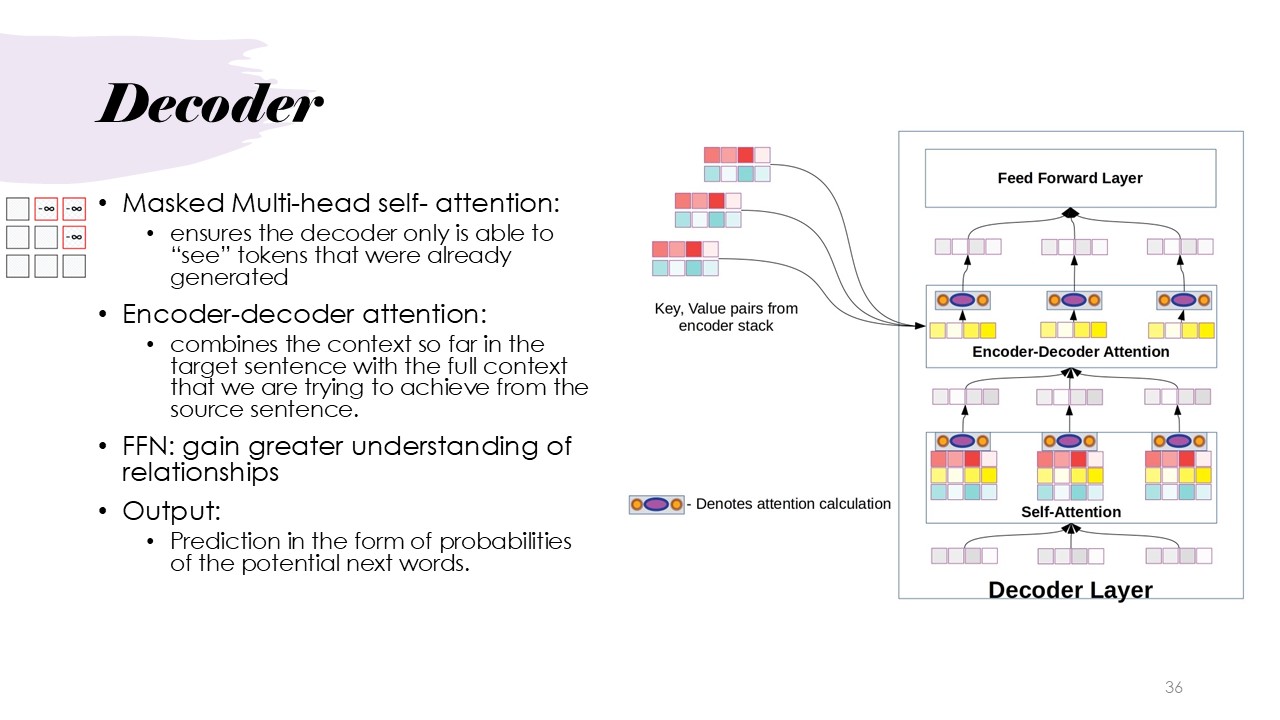 Decoder
-∞ -∞
-∞
• Masked Multi-head self- attention:
• ensures the decoder only is able to
“see” tokens that were already
generated
• Encoder-decoder attention:
• combines the context so far in the
target sentence with the full context
that we are trying to achieve from the
source sentence.
• FFN: gain greater understanding of
relationships
• Output:
• Prediction in the form of probabilities
of the potential next words.
Key, Value pairs from
encoder stack
- Denotes attention calculation
Feed Forward Layer
Encoder-Decoder Attention
Self-Attention
Decoder Layer
36